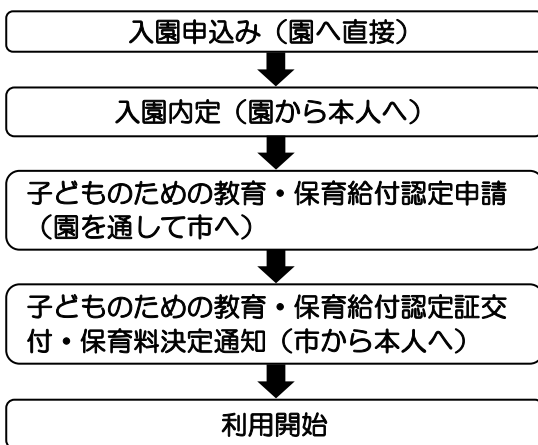 入園申込み（園へ直接）
入園内定（園から本人へ）
子どものための教育・保育給付認定申請
（園を通して市へ）
子どものための教育・保育給付認定証交
付・保育料決定通知（市から本人へ）
利用開始